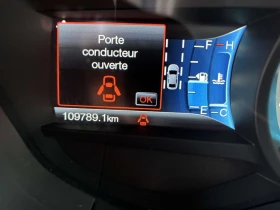 Porte
conducteur
ouverte
OK
F H
E C
109789.1km